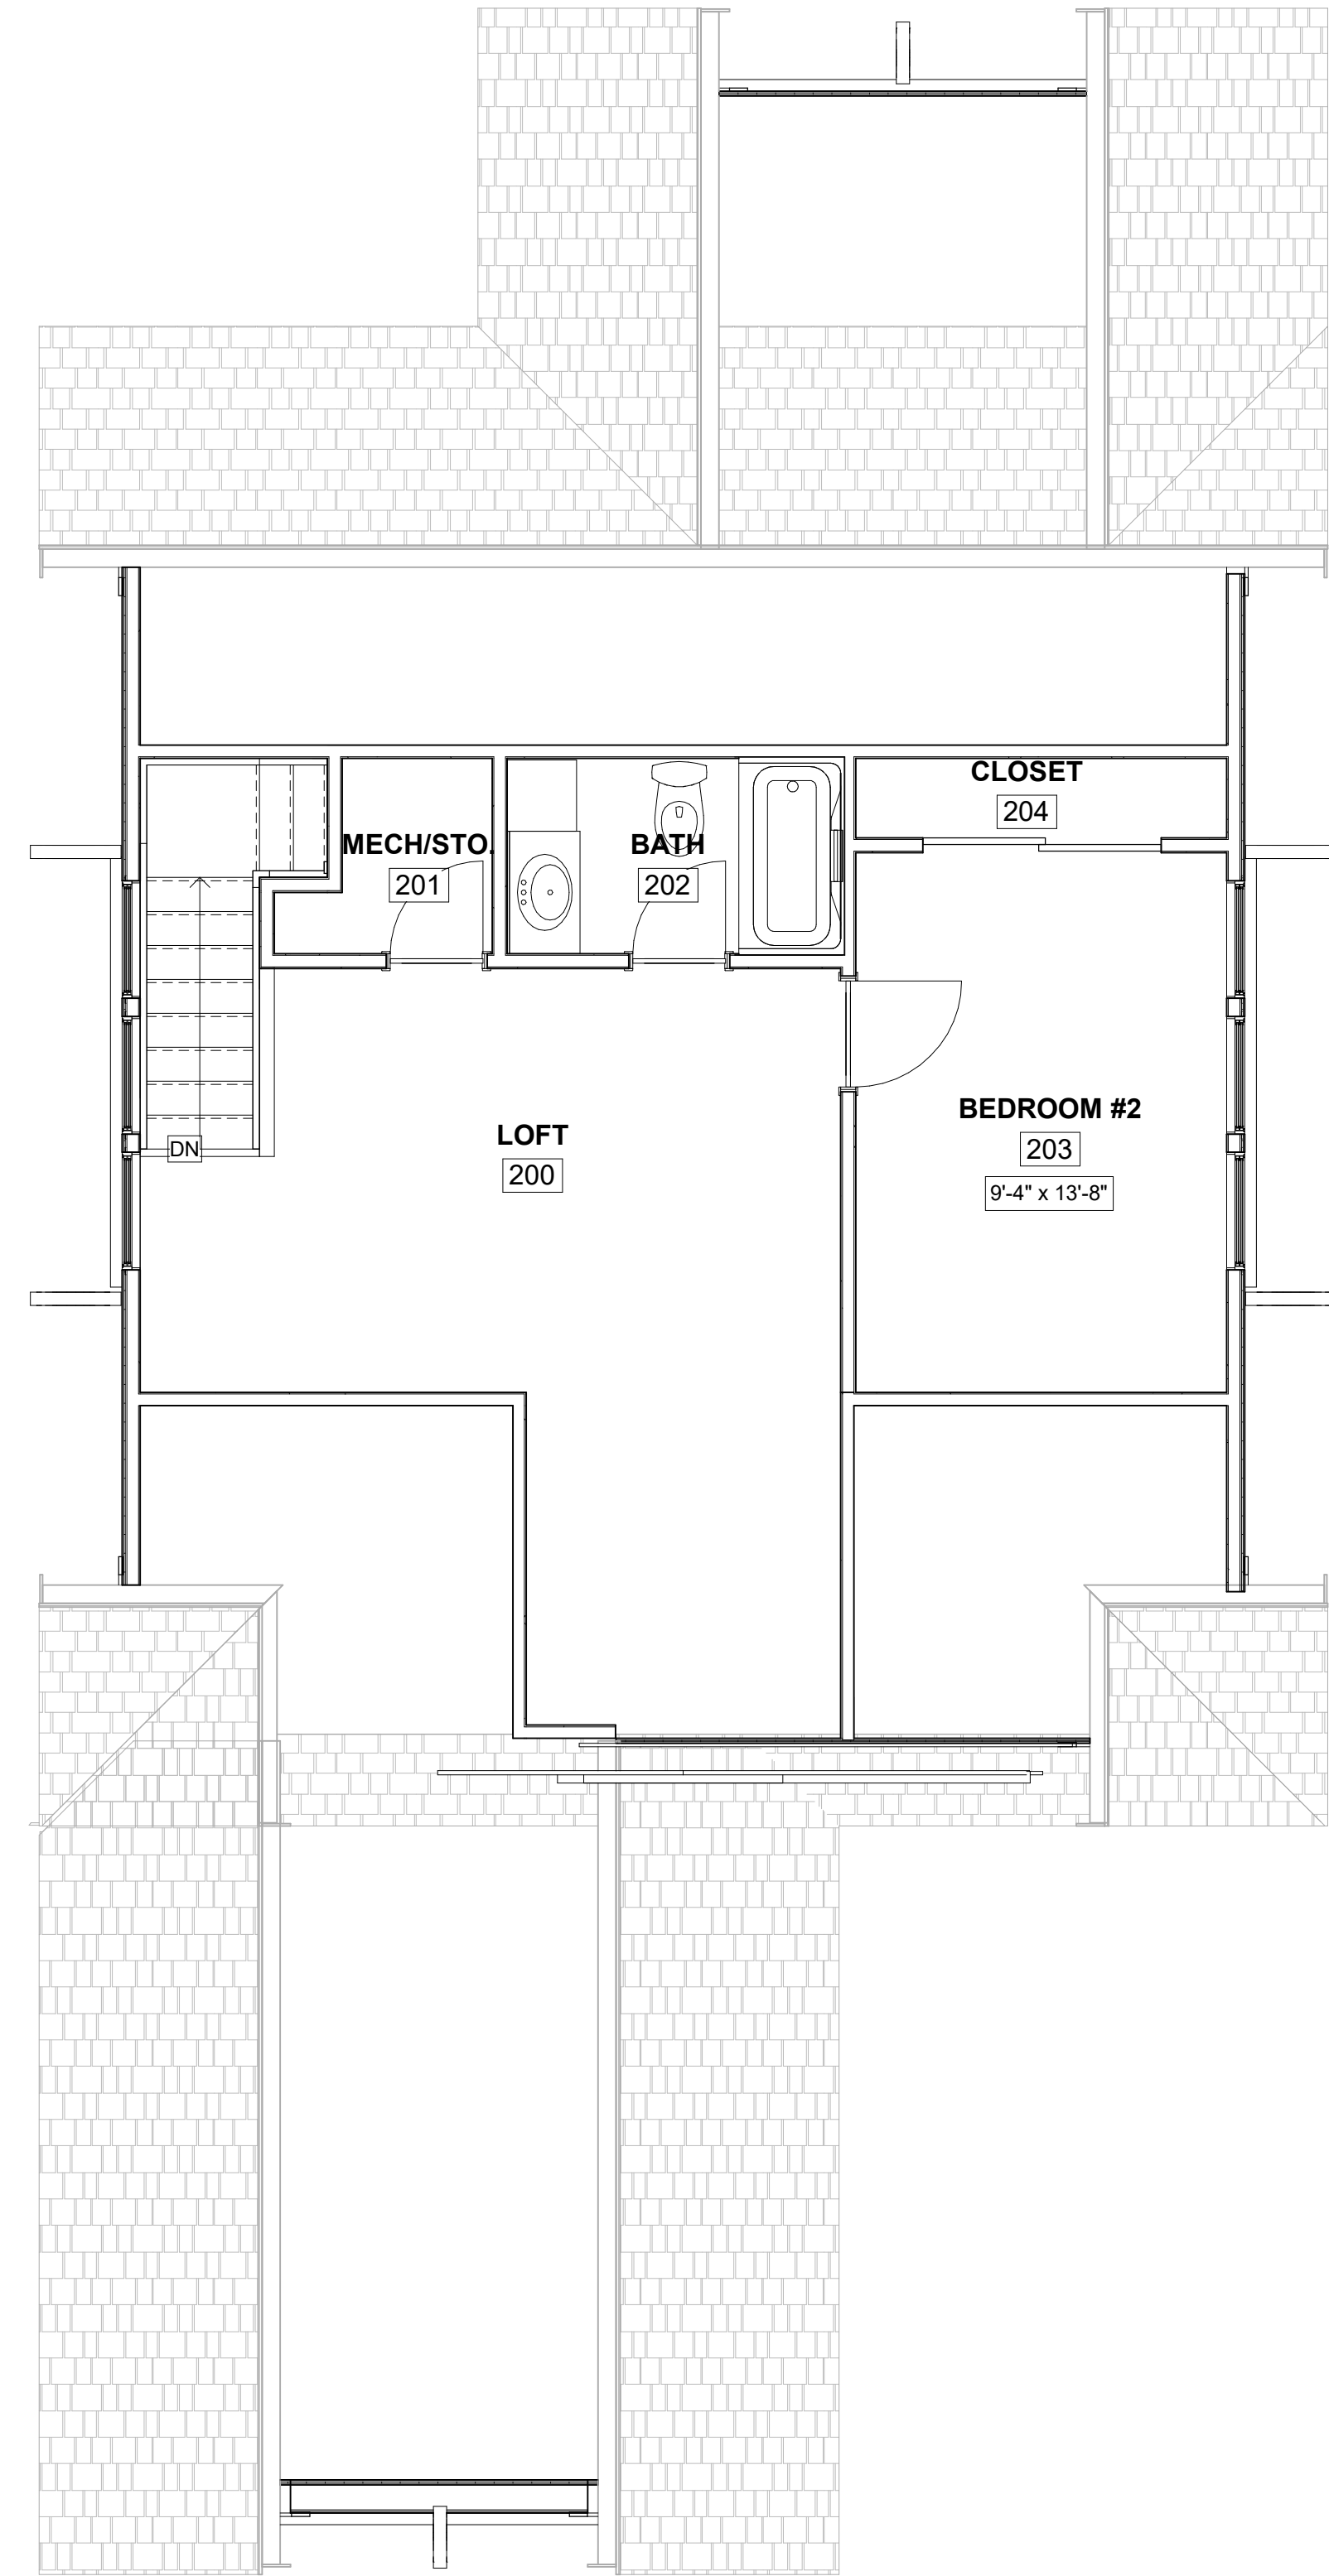 CLOSET
204
MECH/STO.
201
BATH
202
BEDROOM #2
203
9'-4" x 13'-8"
LOFT
200
DN